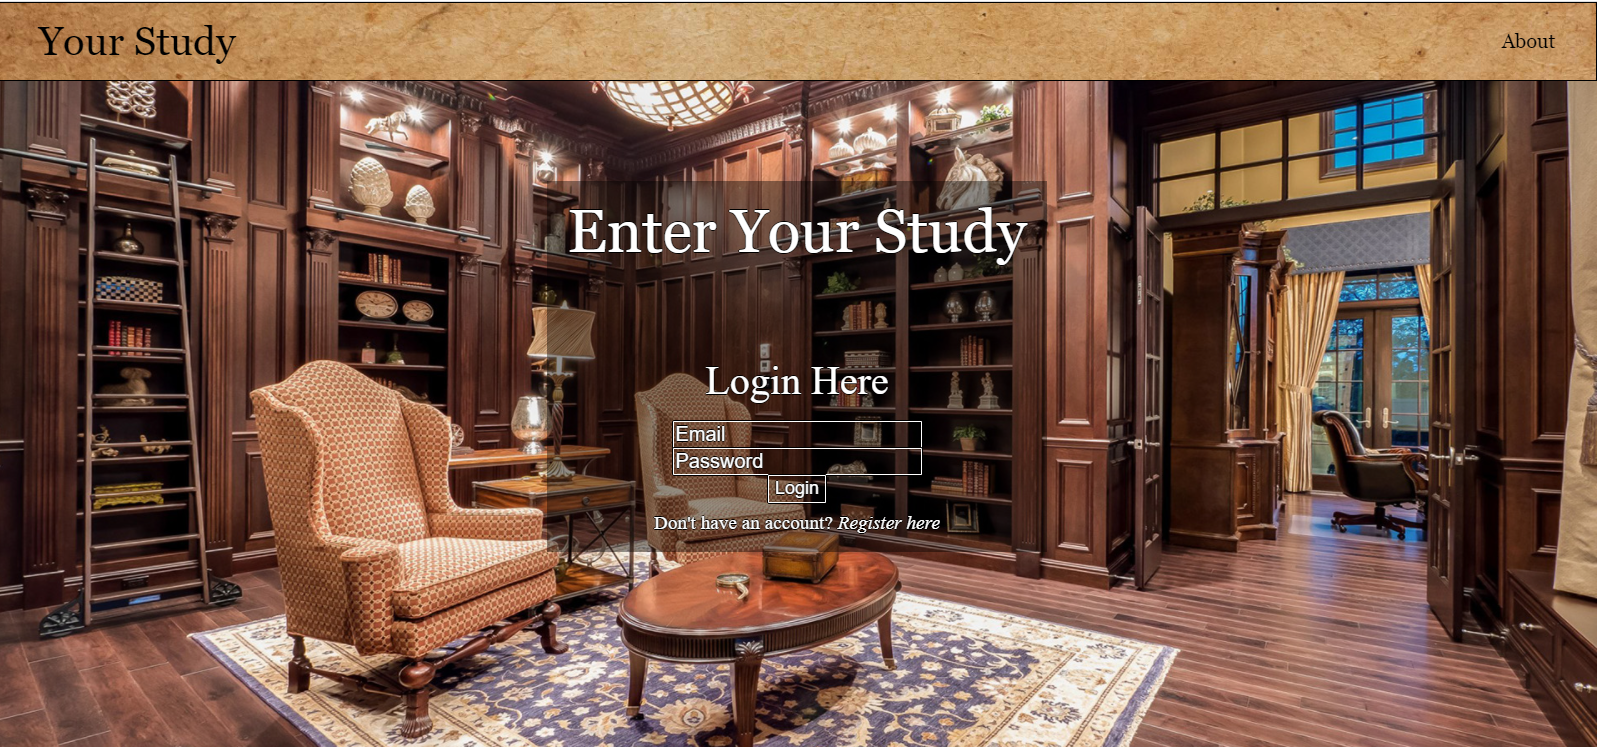 Your Study
About
Enter Your Study
Login Here
Email
Password
Login
Don't have an account? Register here